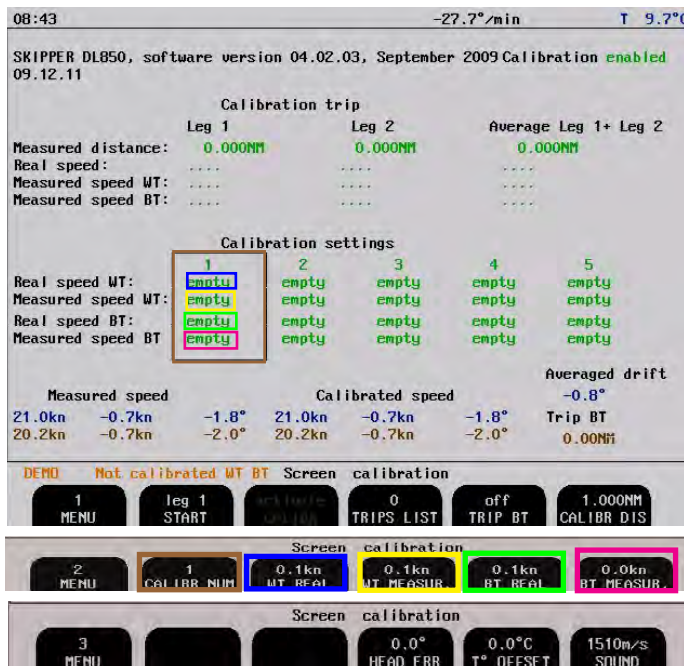 08:43 -27.7°/min T 9.7°C
SKIPPER DL850, software version 04.02.03, September 2009 Calibration enabled
09.12.11
Calibration trip
Leg 1 Leg 2 Average Leg 1+ Leg 2
Measured distance: 0.000NM 0.000NM 0.000NM
Real speed: .... .... ....
Measured speed WT: .... .... ....
Measured speed BT: .... .... ....
Calibration settings
1 2 3 4 5
Real speed WT: empty empty empty empty empty
Measured speed WT: empty empty empty empty empty
Real speed BT: empty empty empty empty empty
Measured speed BT empty empty empty empty empty
Averaged drift
Measured speed Calibrated speed -0.8°
21.0kn -0.7kn -1.8° 21.0kn -0.7kn -1.8° Trip BT
20.2kn -0.7kn -2.0° 20.2kn -0.7kn -2.0° 0.00NM
DEMO Not calibrated WT BT Screen calibration
1 leg 1 0 off 1.000NM
MENU START TRIPS LIST TRIP BT CALIBR DIS
Screen calibration
2 1 0.1kn 0.1kn 0.1kn 0.0kn
MENU CALIBR NUM WT REAL WT MEASUR. BT REAL BT MEASUR.
Screen calibration
3 0.0° 0.0°C 1510m/s
MENU HEAD ERR T° OFFSET SOUND